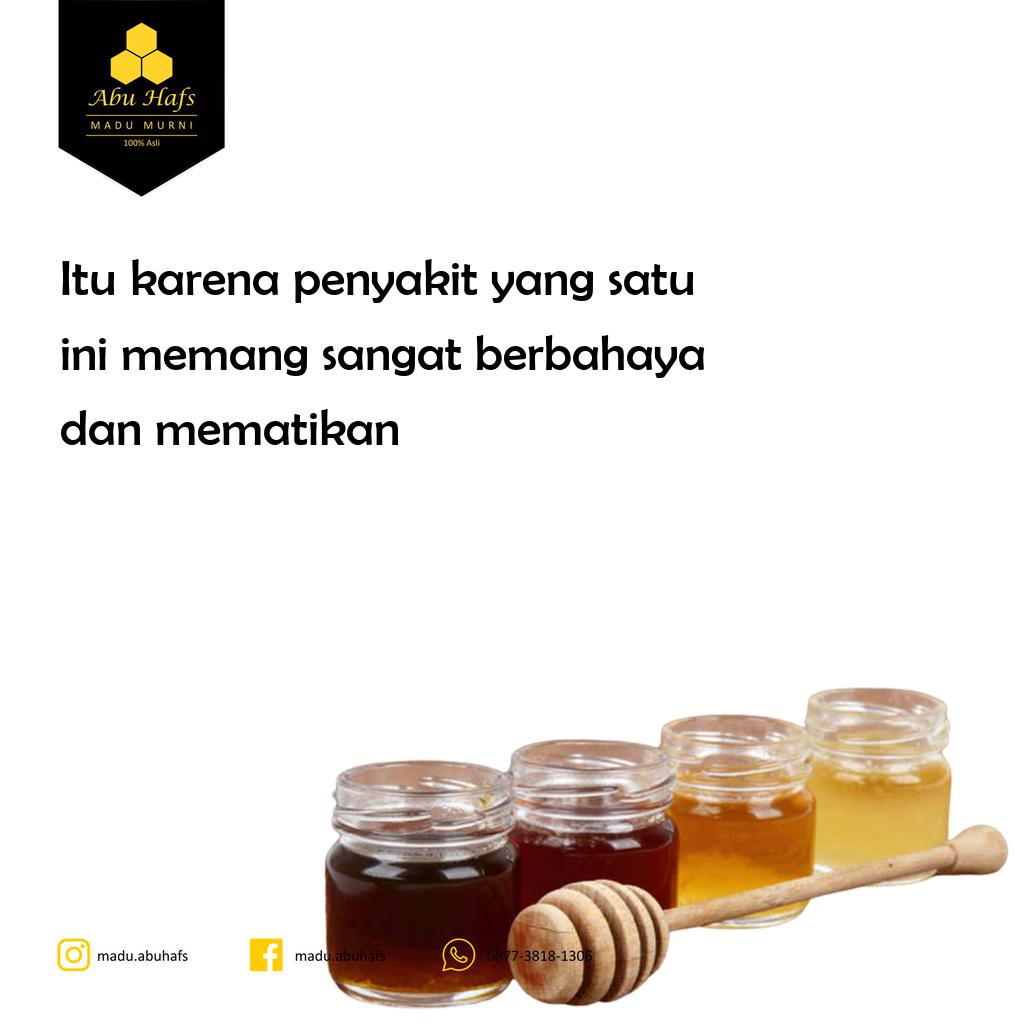 Abu Hafs
MADU MURNI
100% Asli
Itu karena penyakit yang satu
ini memang sangat berbahaya
dan mematikan
madu.abuhafs
madu.abuhafs
0877-3818-1306